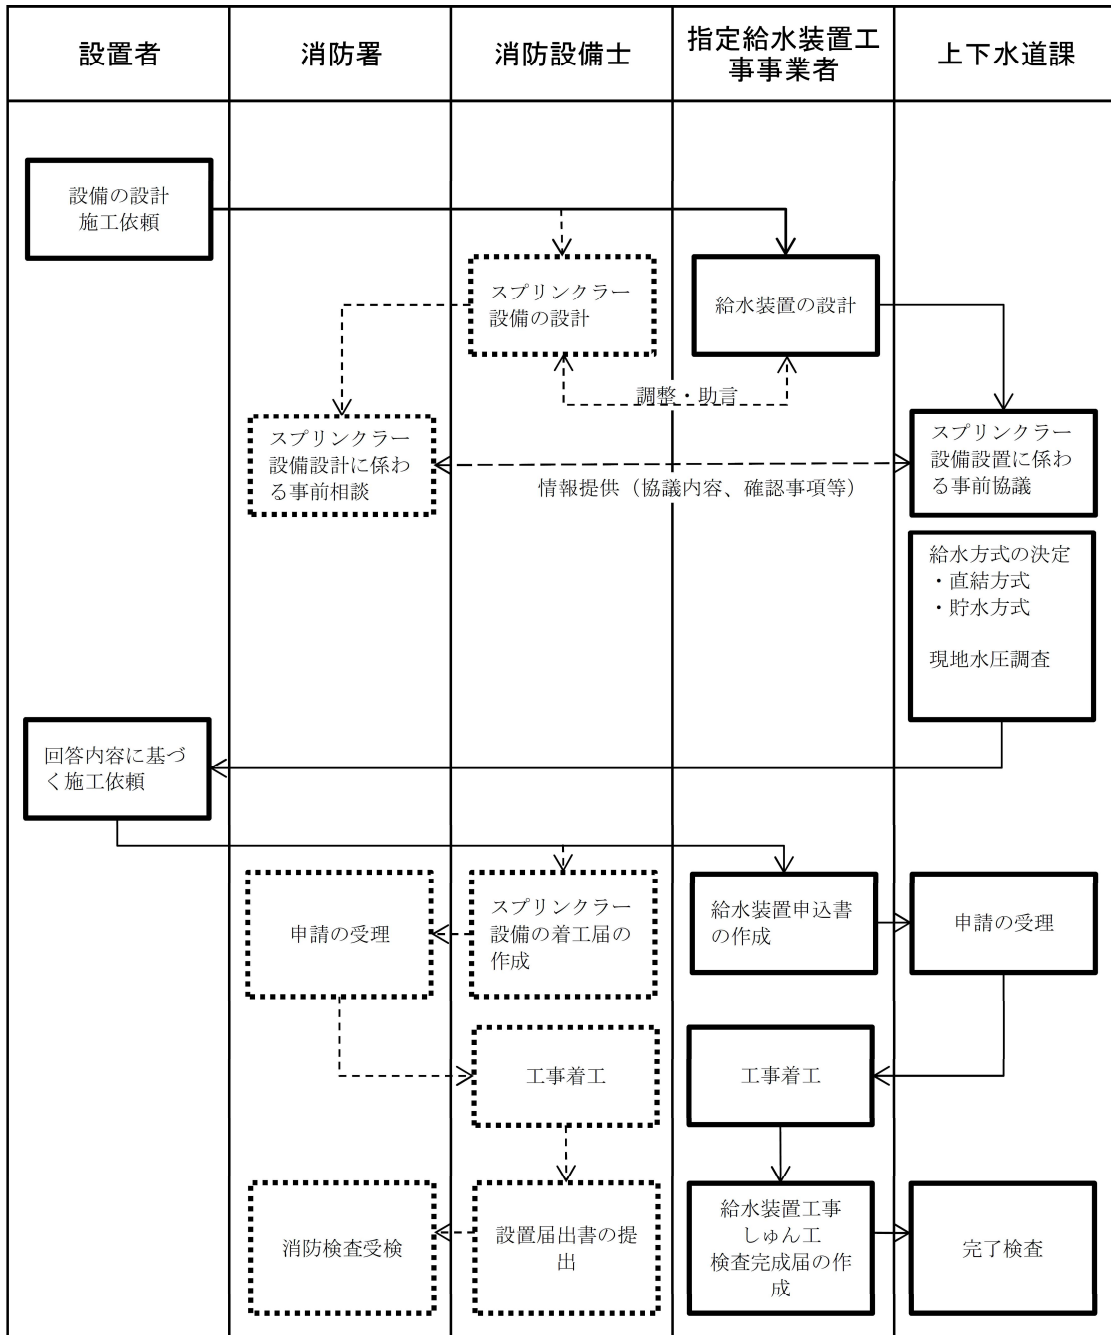 設置者
消防署
消防設備士
指定給水装置工
事事業者
上下水道課
設備の設計
施工依頼
スプリンクラー
設備の設計
給水装置の設計
調整・助言
スプリンクラー
設備設計に係わ
る事前相談
スプリンクラー
設備設置に係わ
る事前協議
情報提供（協議内容、確認事項等）
給水方式の決定
・直結方式
・貯水方式
現地水圧調査
回答内容に基づ
く施工依頼
申請の受理
スプリンクラー
設備の着工届の
作成
給水装置申込書
の作成
申請の受理
工事着工
工事着工
消防検査受検
設置届出書の提
出
給水装置工事
しゅん工
検査完成届の作
成
完了検査